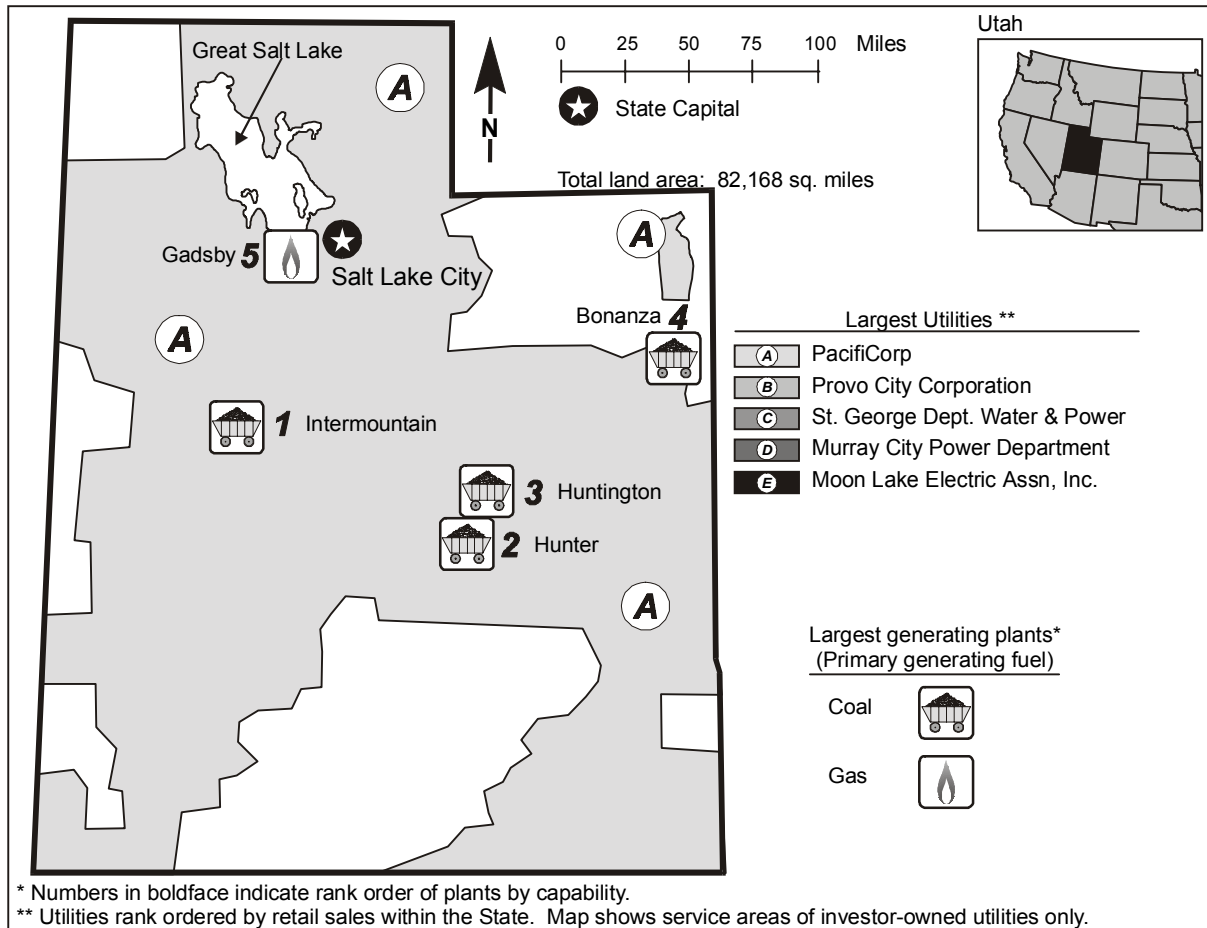 Great Salt Lake
A
N
0 25 50 75 100 Miles
State Capital
Total land area: 82,168 sq. miles
Utah
Gadsby 5
Salt Lake City
A
A
Bonanza 4
1 Intermountain
3 Huntington
2 Hunter
A
Largest Utilities **
A PacifiCorp
B Provo City Corporation
C St. George Dept. Water & Power
D Murray City Power Department
E Moon Lake Electric Assn, Inc.
Largest generating plants*
(Primary generating fuel)
Coal
Gas
* Numbers in boldface indicate rank order of plants by capability.
** Utilities rank ordered by retail sales within the State. Map shows service areas of investor-owned utilities only.